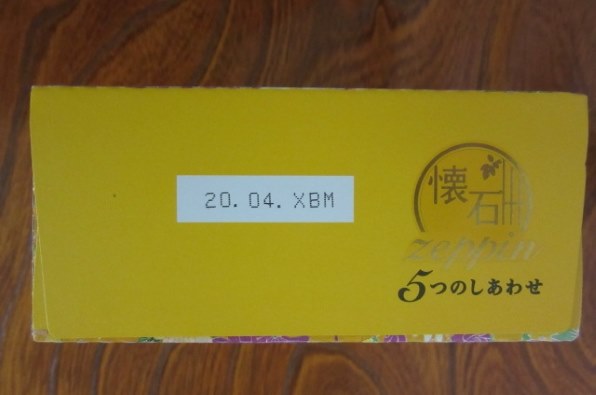 20. 04. XBM
懐石
zeppin
5つのしあわせ